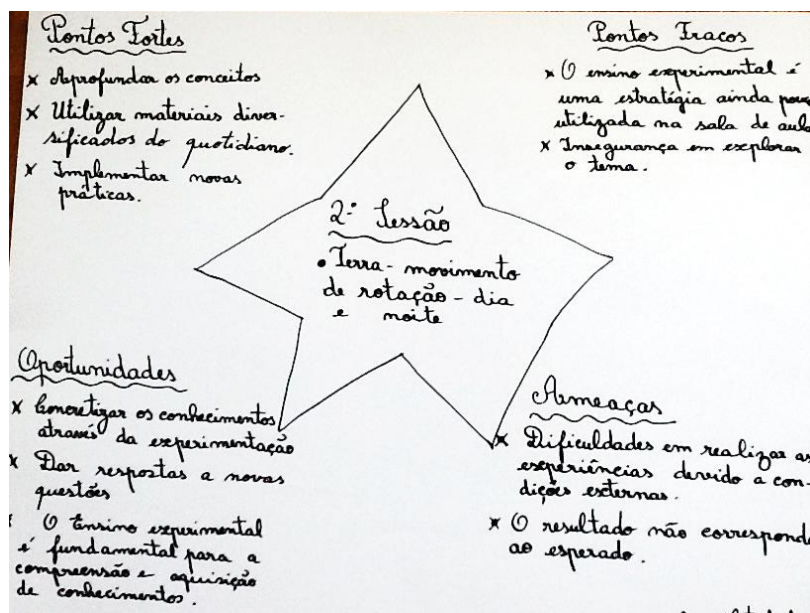 Pontos Fortes
x Aprofundar os conceitos
x Utilizar materiais diver-
sificados do quotidiano.
x Implementar novas
práticas.
Pontos Fracos
x O ensino experimental é
uma estratégia ainda
utilizada na sala de aula
x Insegurança em explorar
o tema.
2ª Sessão
• Terra - movimento
de rotação - dia
e noite
Oportunidades
x Concretizar os conhecimentos
através da experimentação
x Dar respostas a novas
questões
O Ensino experimental
é fundamental para a
compreensão e aquisição
de conhecimentos.
Ameaças
x Dificuldades em realizar as
experiências devido a con-
dições externas.
x O resultado não corresponde
ao esperado.